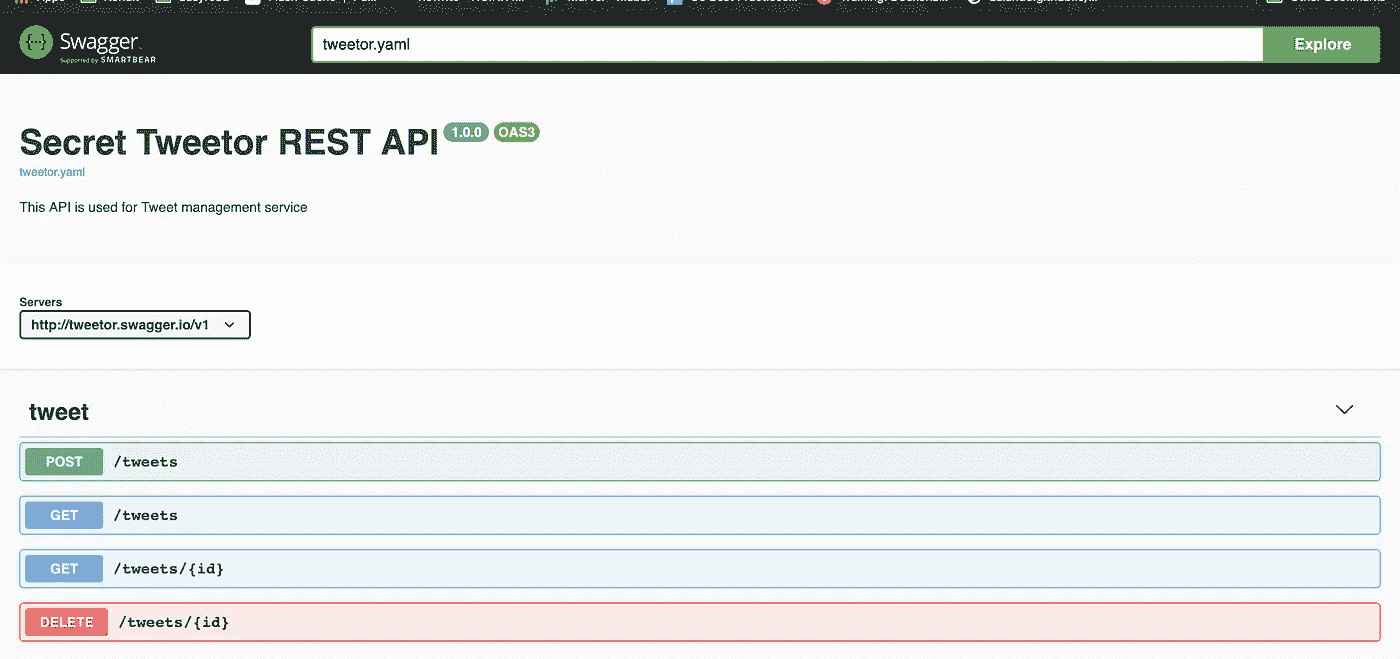 Swagger
Supported by SMARTBEAR
tweetor.yaml
Explore
Secret Tweetor REST API 1.0.0 OAS3
tweetor.yaml
This API is used for Tweet management service
Servers
http://tweetor.swagger.io/v1
tweet
POST /tweets
GET /tweets
GET /tweets/{id}
DELETE /tweets/{id}